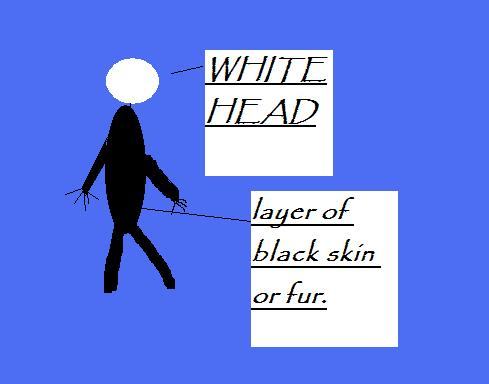 WHITE
HEAD
layer of
black skin
or fur.